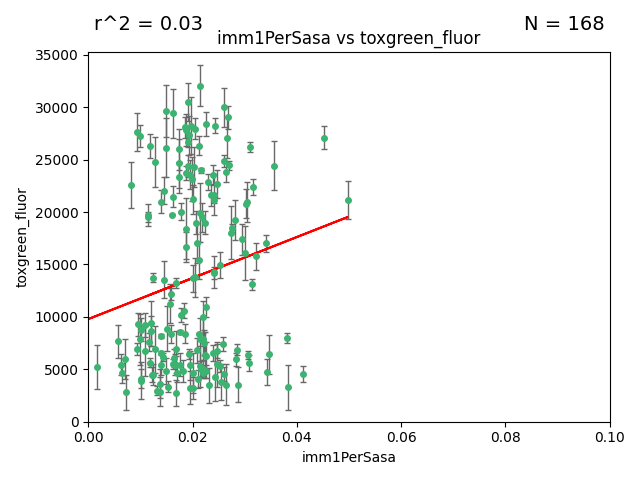 r^2 = 0.03
N = 168
imm1PerSasa vs toxgreen_fluor
35000
30000
25000
20000
15000
10000
5000
0
toxgreen_fluor
0.00
0.02
0.04
0.06
0.08
0.10
imm1PerSasa